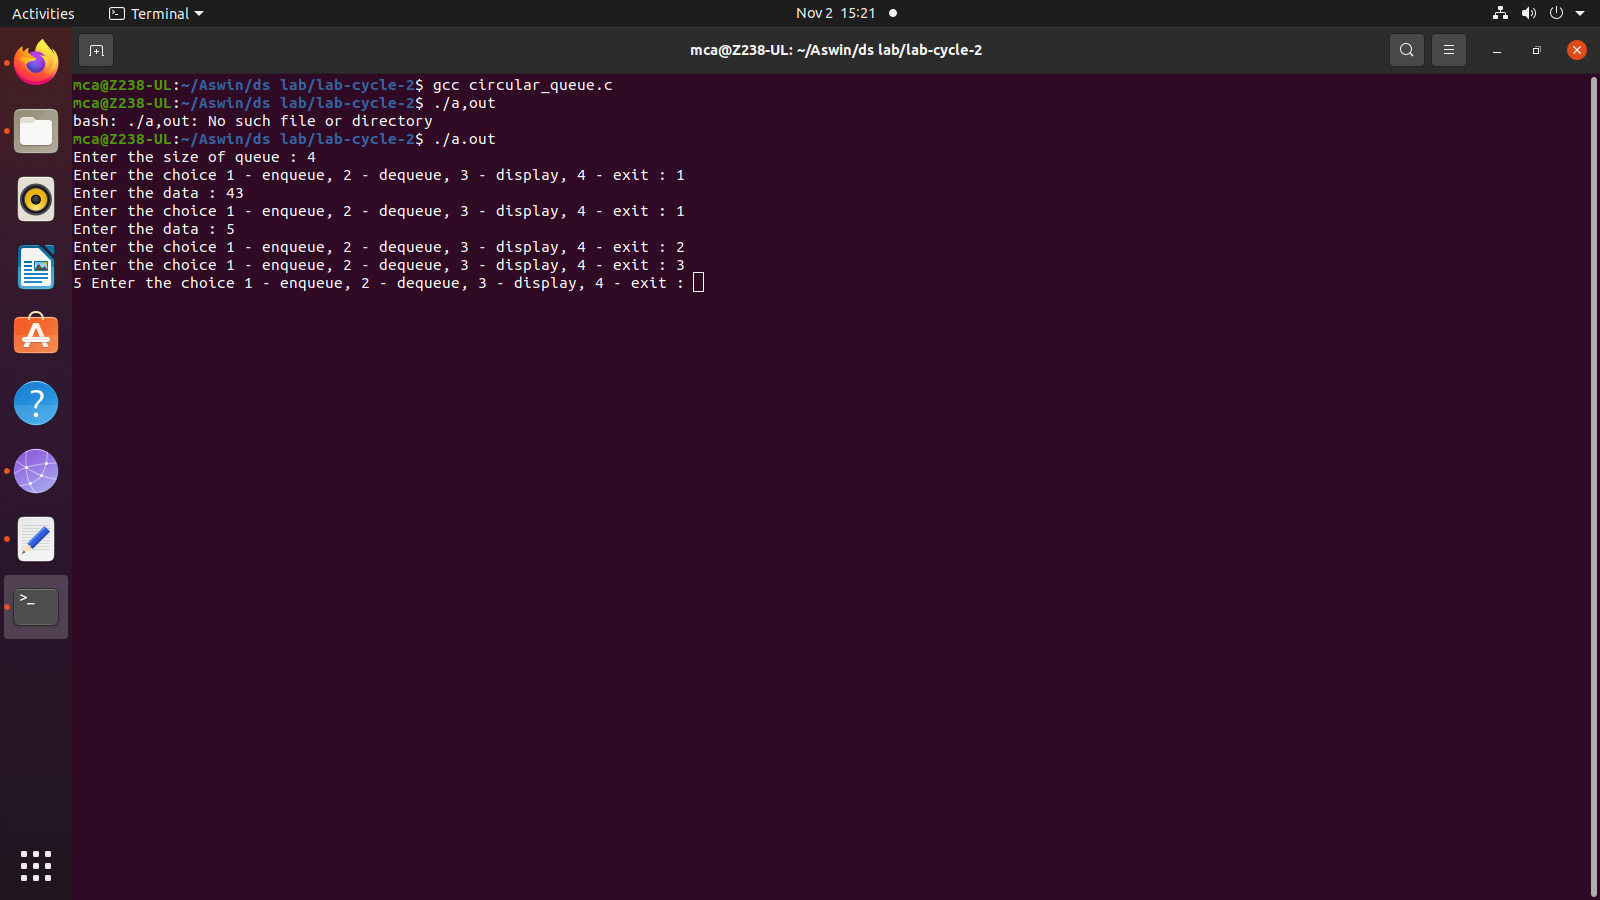 Activities Terminal Nov 2 15:21
mca@Z238-UL: ~/Aswin/ds lab/lab-cycle-2
mca@Z238-UL:~/Aswin/ds lab/lab-cycle-2$ gcc circular_queue.c
mca@Z238-UL:~/Aswin/ds lab/lab-cycle-2$ ./a,out
bash: ./a,out: No such file or directory
mca@Z238-UL:~/Aswin/ds lab/lab-cycle-2$ ./a.out
Enter the size of queue : 4
Enter the choice 1 - enqueue, 2 - dequeue, 3 - display, 4 - exit : 1
Enter the data : 43
Enter the choice 1 - enqueue, 2 - dequeue, 3 - display, 4 - exit : 1
Enter the data : 5
Enter the choice 1 - enqueue, 2 - dequeue, 3 - display, 4 - exit : 2
Enter the choice 1 - enqueue, 2 - dequeue, 3 - display, 4 - exit : 3
5 Enter the choice 1 - enqueue, 2 - dequeue, 3 - display, 4 - exit :